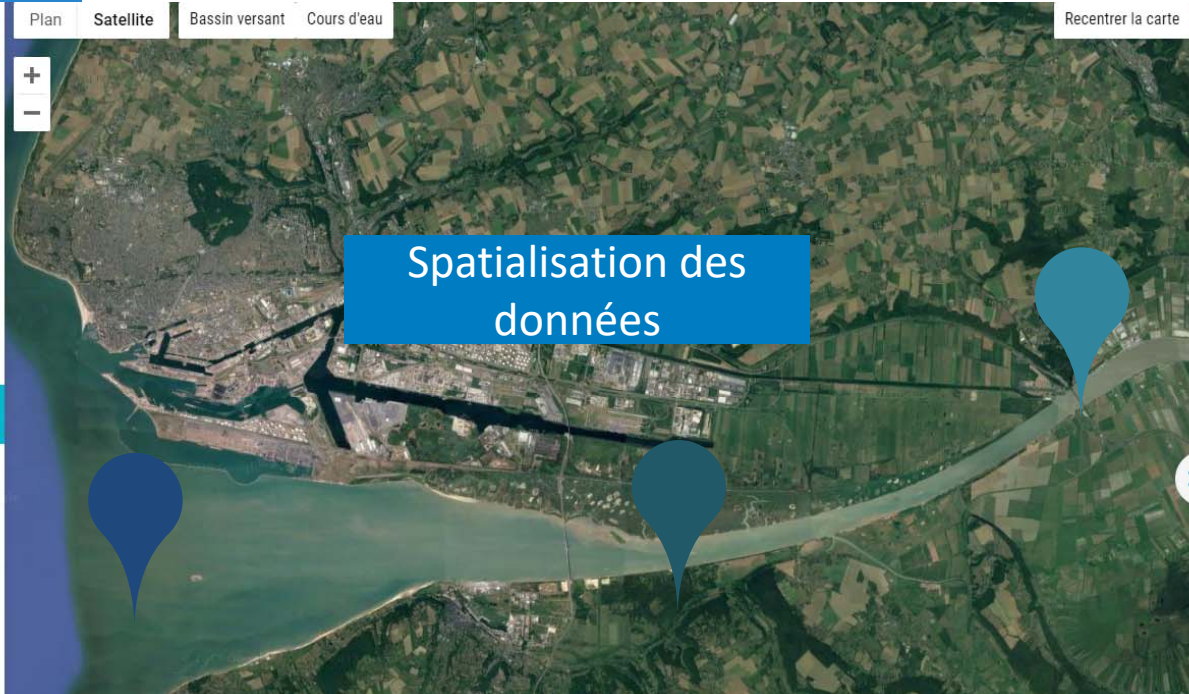 Plan
Satellite
Bassin versant
Cours d'eau
Recentrer la carte
+
−
Spatialisation des
données